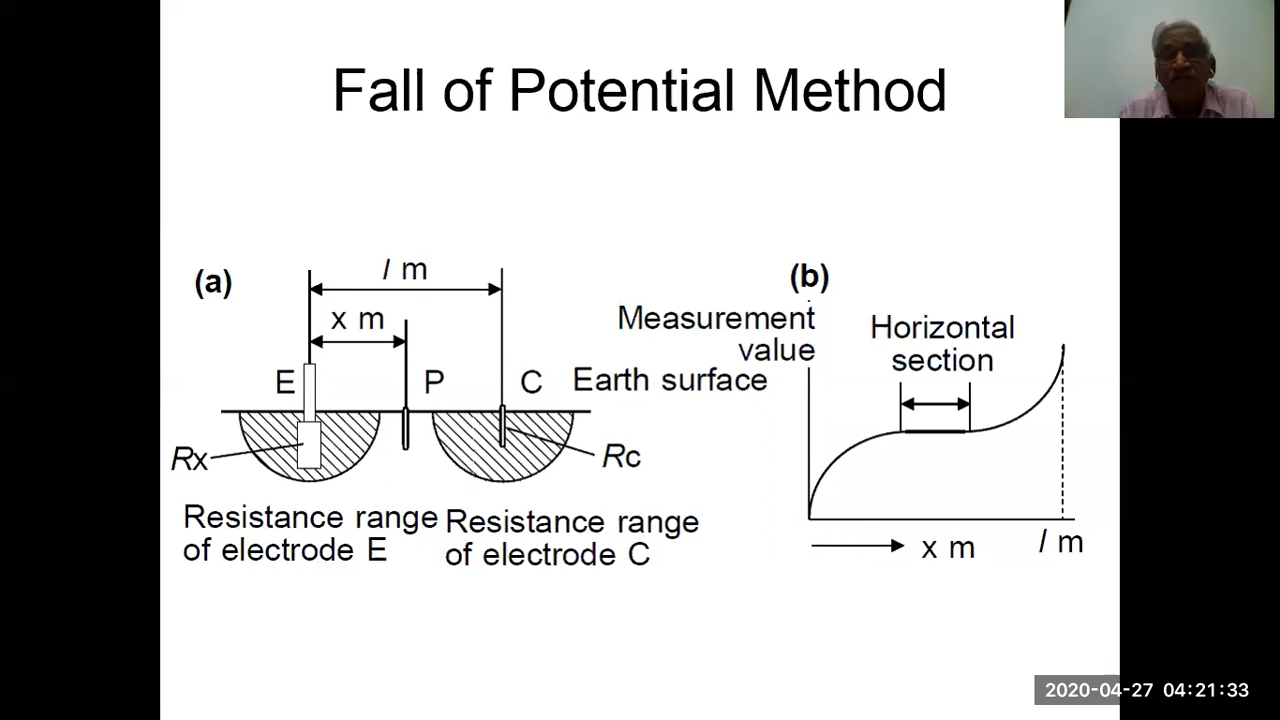 Fall of Potential Method
(a)
l m
x m
E
P
C
Earth surface
Rx
Rc
Resistance range
of electrode E
Resistance range
of electrode C
(b)
Measurement
value
Horizontal
section
x m
l m
2020-04-27 04:21:33